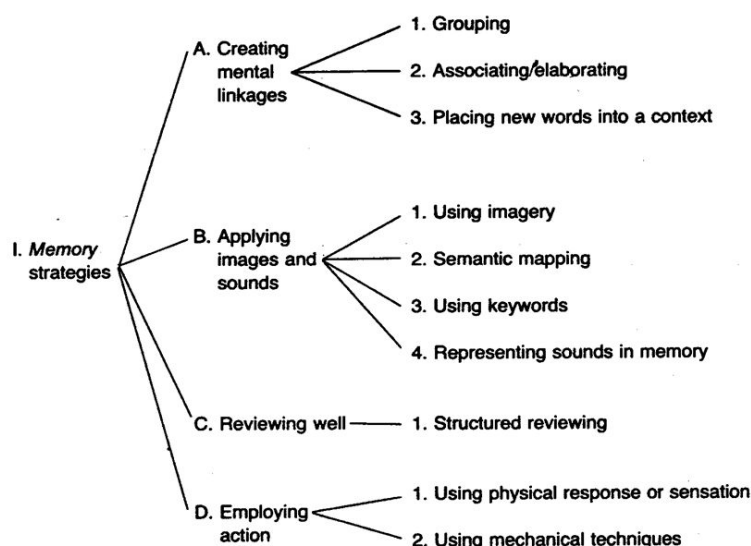 I. Memory
strategies
A. Creating
mental
linkages
1. Grouping
2. Associating/elaborating
3. Placing new words into a context
B. Applying
images and
sounds
1. Using imagery
2. Semantic mapping
3. Using keywords
4. Representing sounds in memory
C. Reviewing well
1. Structured reviewing
D. Employing
action
1. Using physical response or sensation
2. Using mechanical techniques